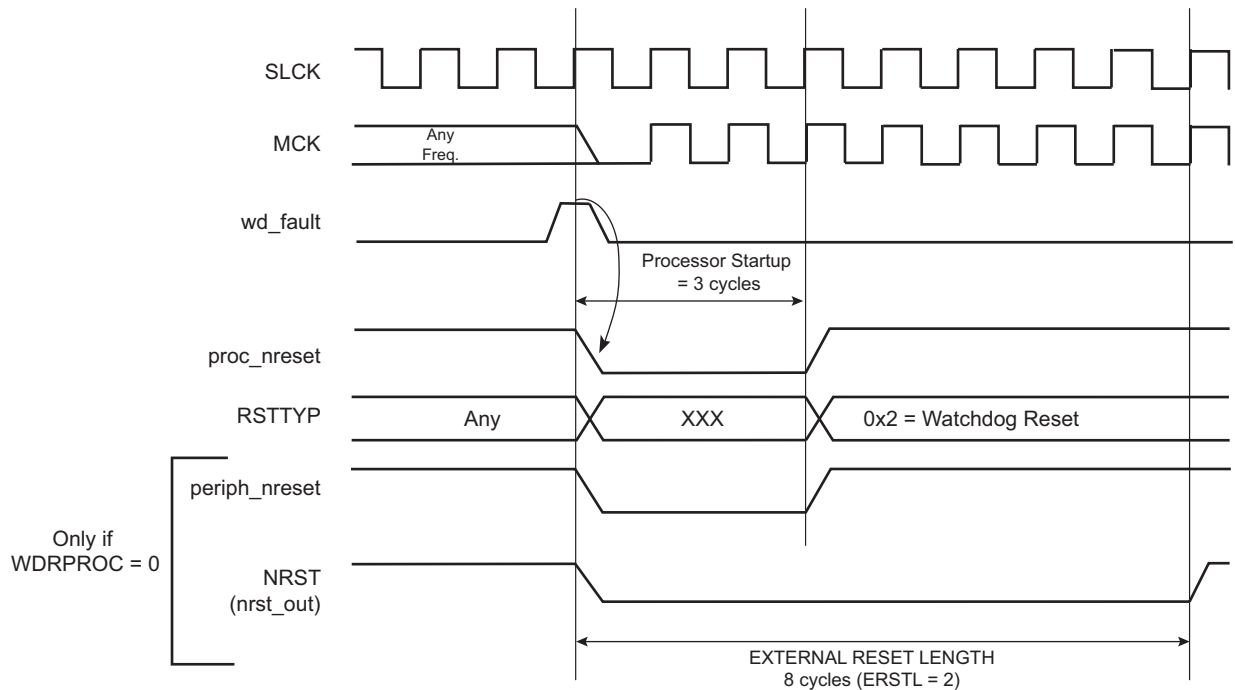 SLCK
MCK
Any
Freq.
wd_fault
Processor Startup
= 3 cycles
proc_nreset
RSTTYP
Any
XXX
0x2 = Watchdog Reset
periph_nreset
Only if
WDRPROC = 0
NRST
(nrst_out)
EXTERNAL RESET LENGTH
8 cycles (ERSTL = 2)